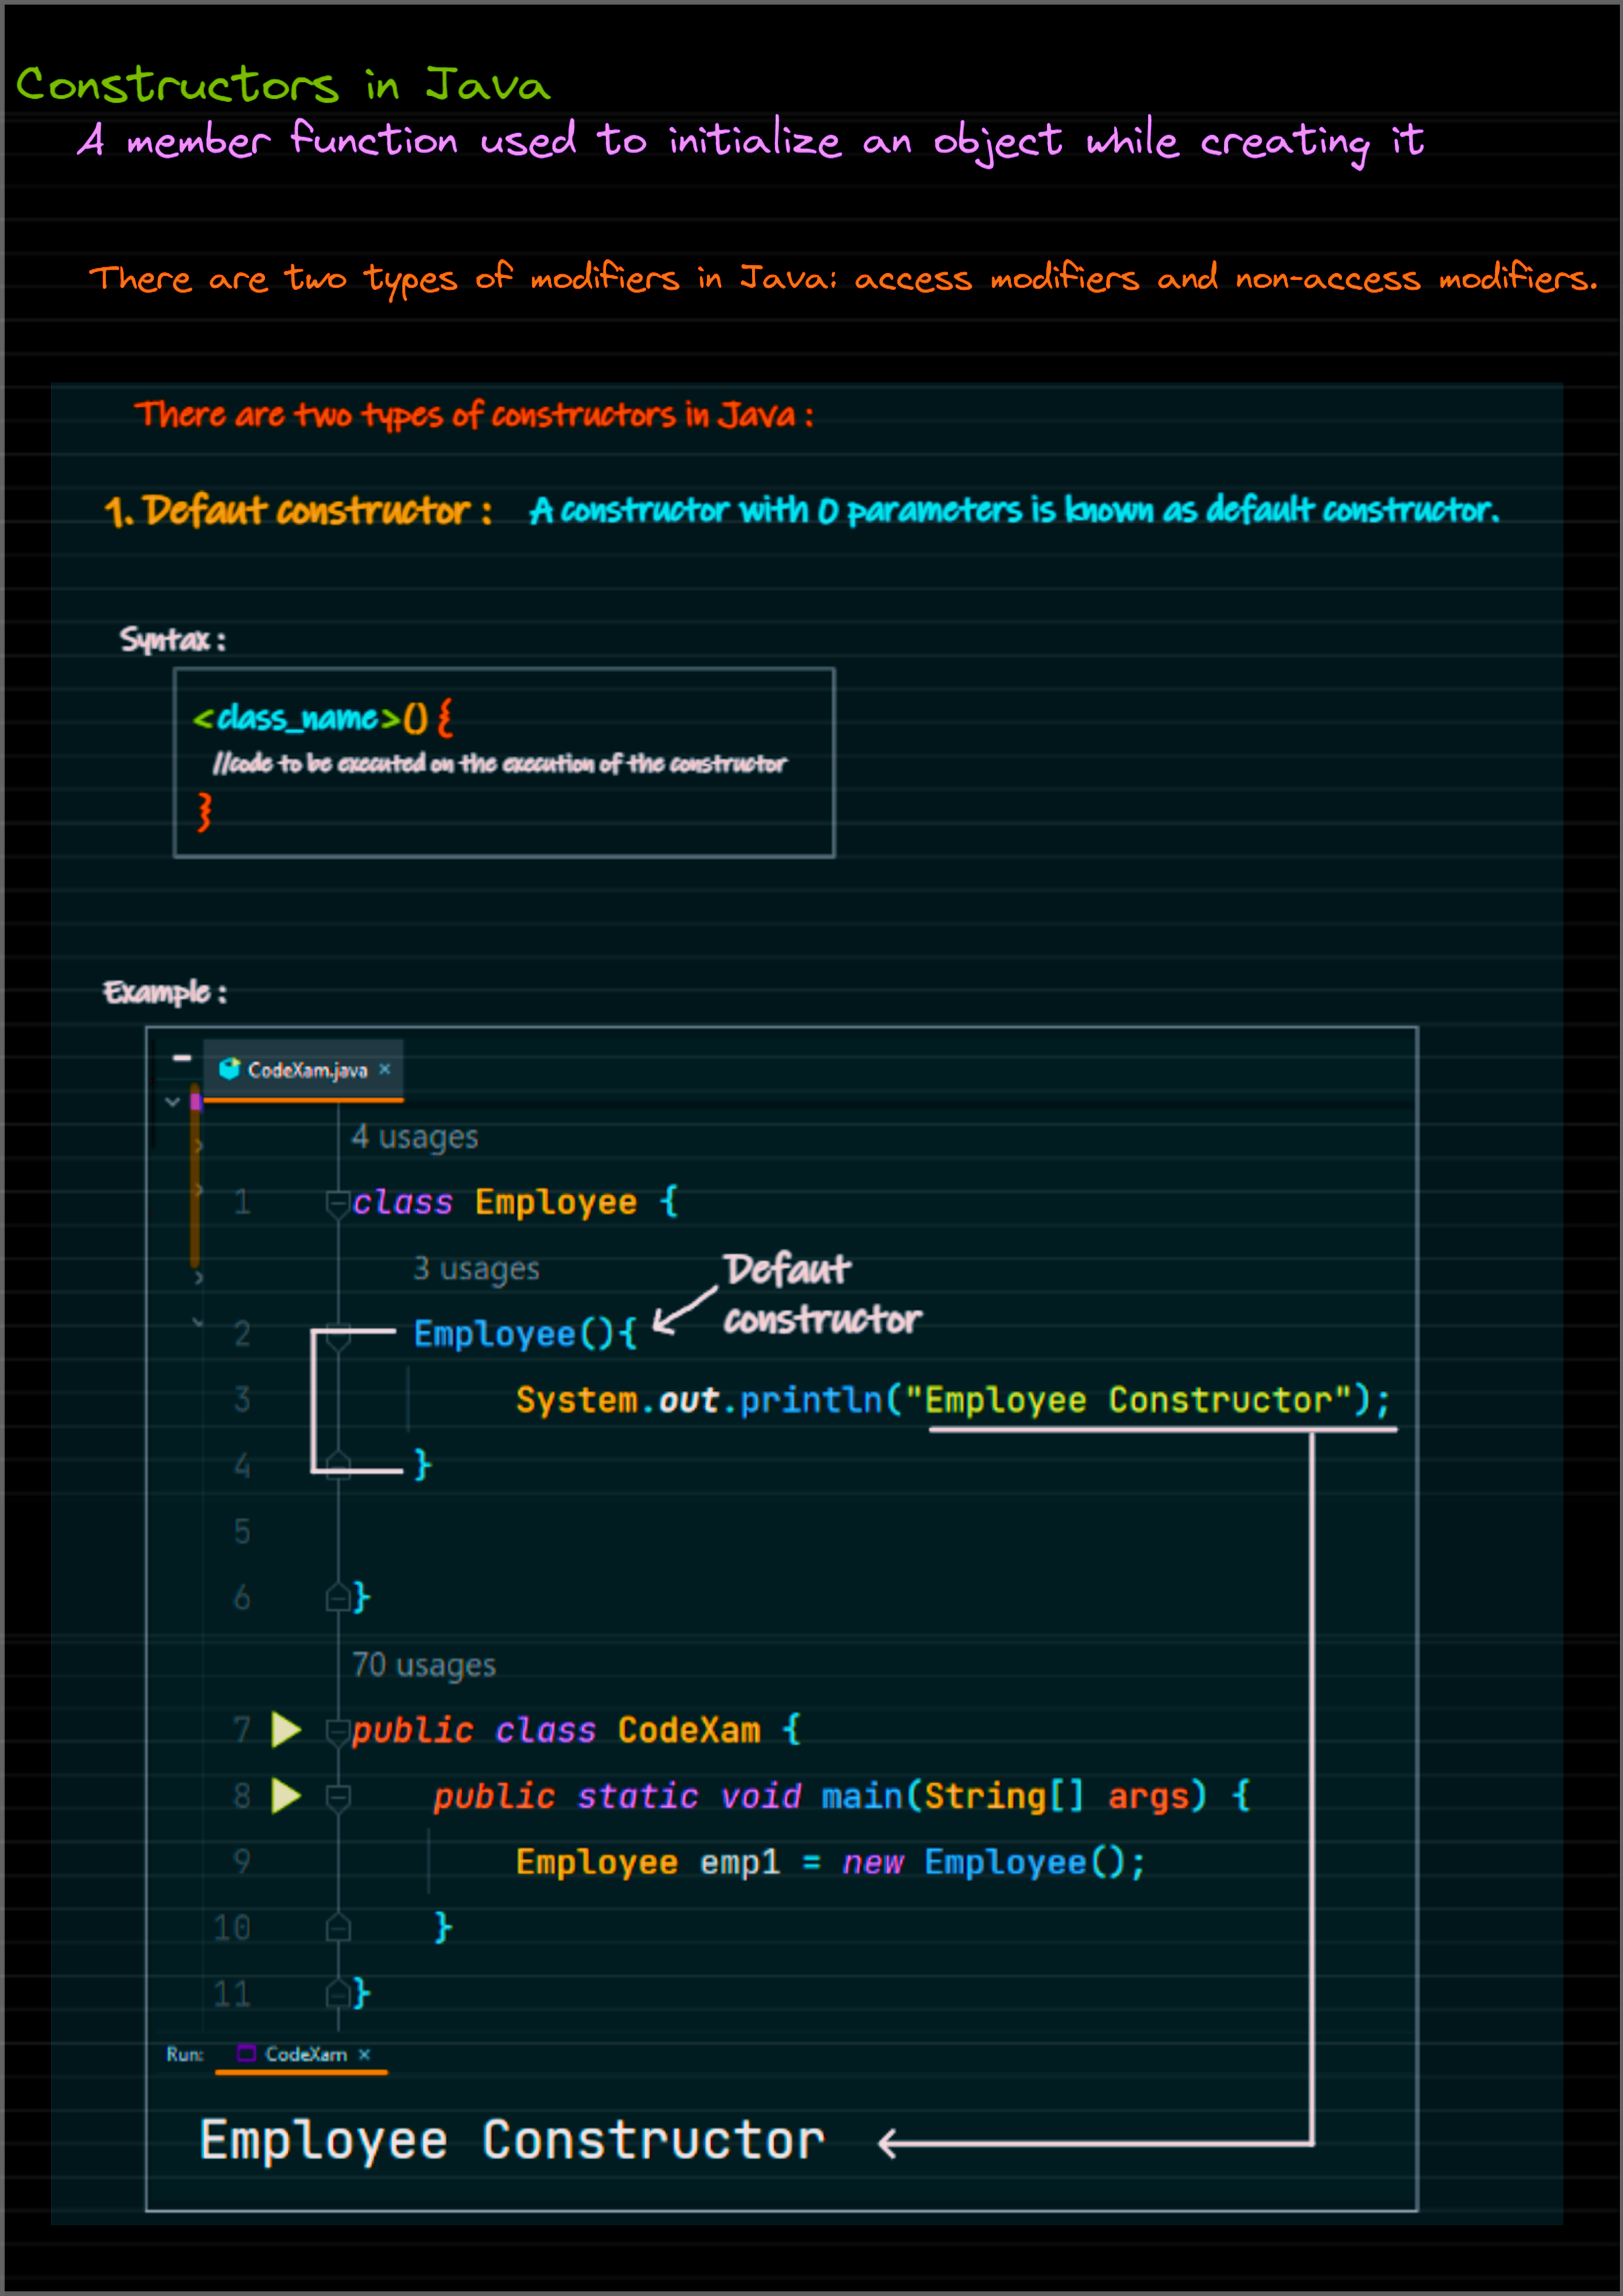 Constructors in Java
A member function used to initialize an object while creating it
There are two types of modifiers in Java: access modifiers and non-access modifiers.
There are two types of constructors in Java :
1. Defaut constructor : A constructor with 0 parameters is known as default constructor.
Syntax :
<class_name>() {
//code to be executed on the execution of the constructor
}
Example :
CodeXam.java ×
4 usages
1 class Employee {
3 usages
Defaut
constructor
2 Employee(){
3 System.out.println("Employee Constructor");
4 }
5
6 }
70 usages
7 public class CodeXam {
8 public static void main(String[] args) {
9 Employee emp1 = new Employee();
10 }
11 }
Run: CodeXam ×
Employee Constructor